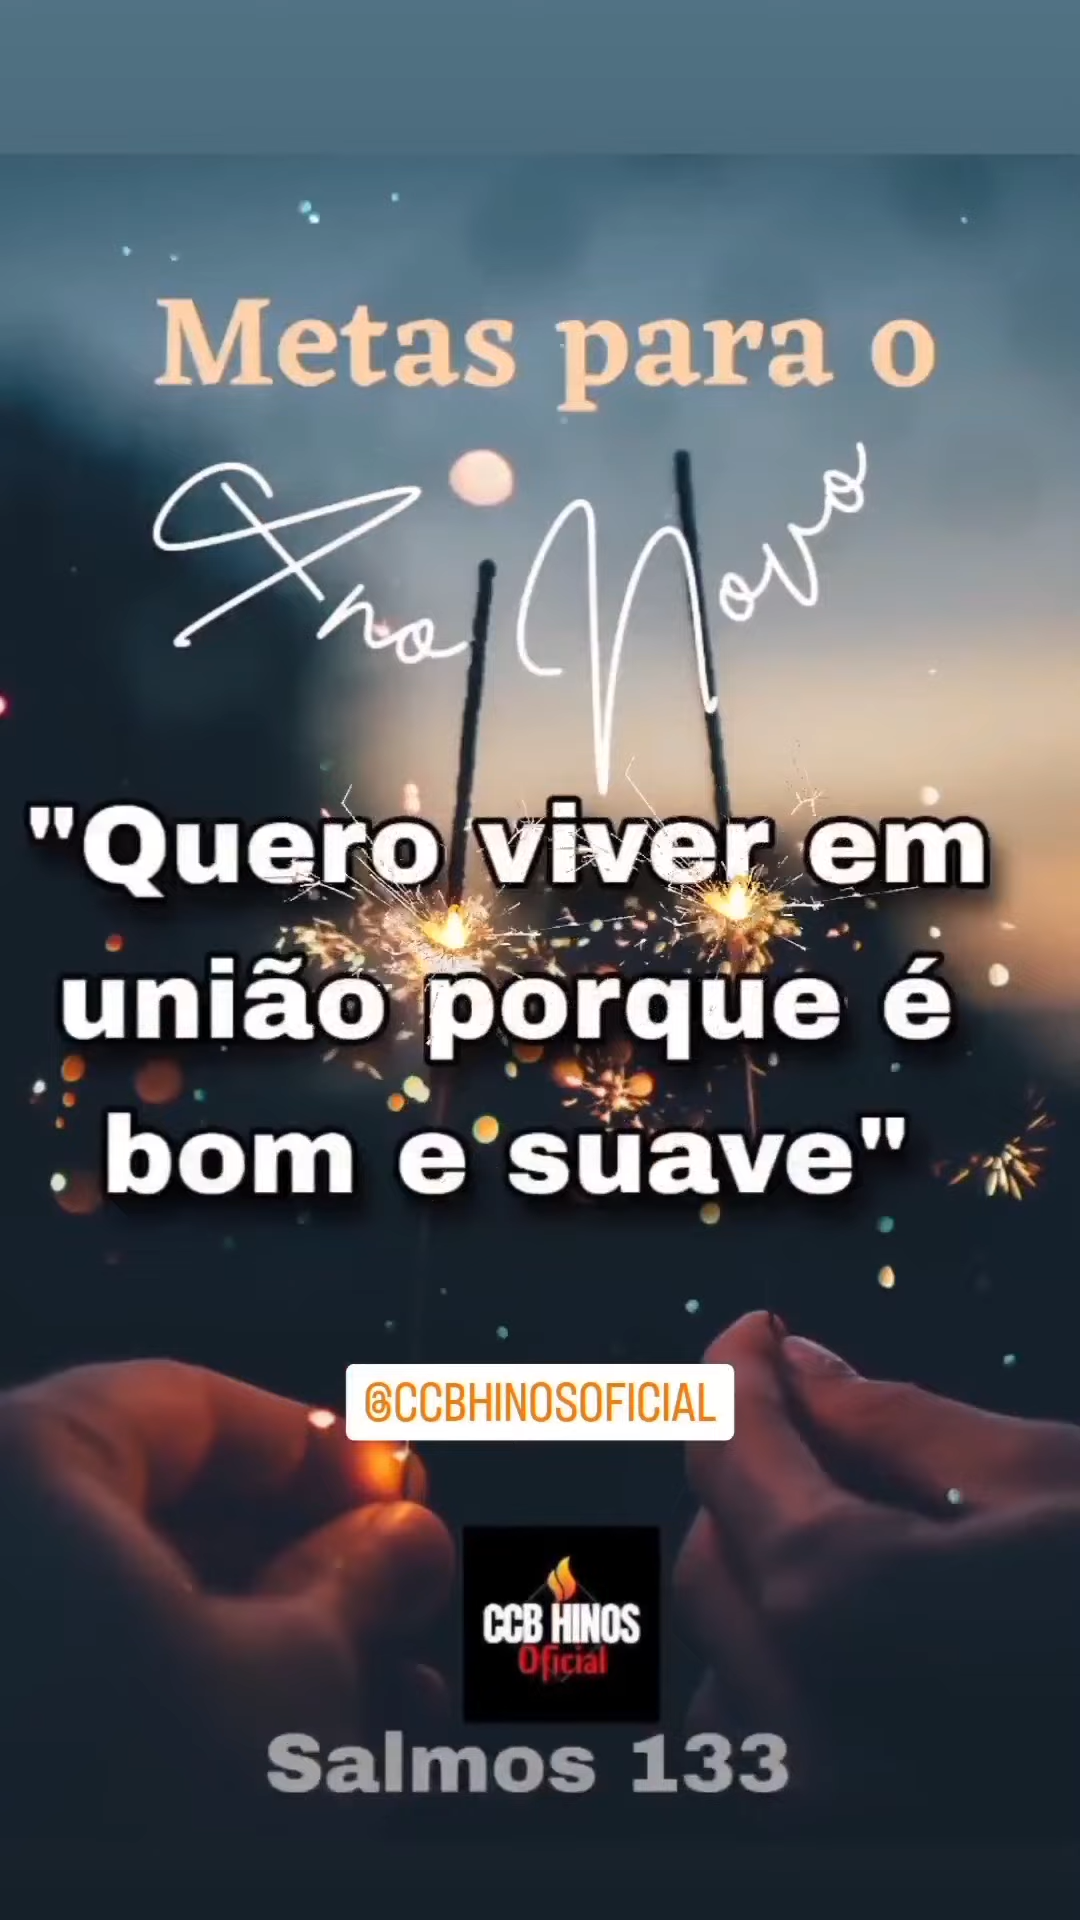 Metas para o
Ano Novo
"Quero viver em
união porque é
bom e suave"
@CCBHINOSOFICIAL
CCB HINOS
Oficial
Salmos 133